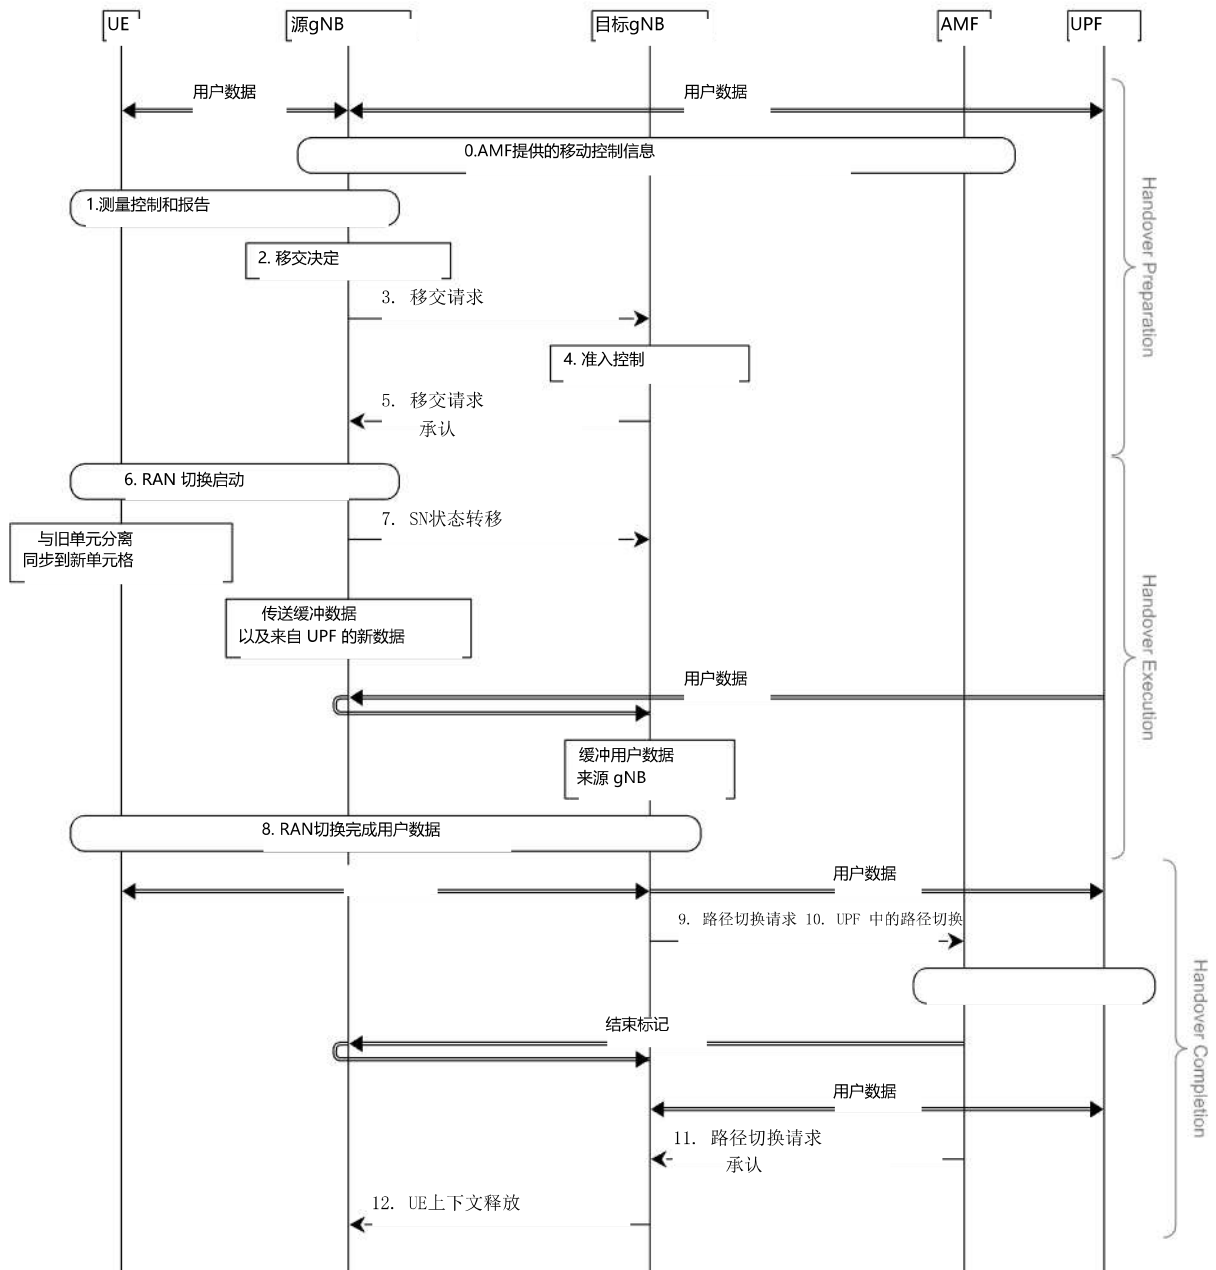 UE
源gNB
目标gNB
AMF
UPF
用户数据
用户数据
0.AMF提供的移动控制信息
1.测量控制和报告
2. 移交决定
3. 移交请求
4. 准入控制
5. 移交请求
承认
Handover Preparation
6. RAN 切换启动
7. SN状态转移
与旧单元分离
同步到新单元格
传送缓冲数据
以及来自 UPF 的新数据
用户数据
缓冲用户数据
来源 gNB
8. RAN切换完成用户数据
Handover Execution
用户数据
9. 路径切换请求 10. UPF 中的路径切换
结束标记
用户数据
11. 路径切换请求
承认
12. UE上下文释放
Handover Completion